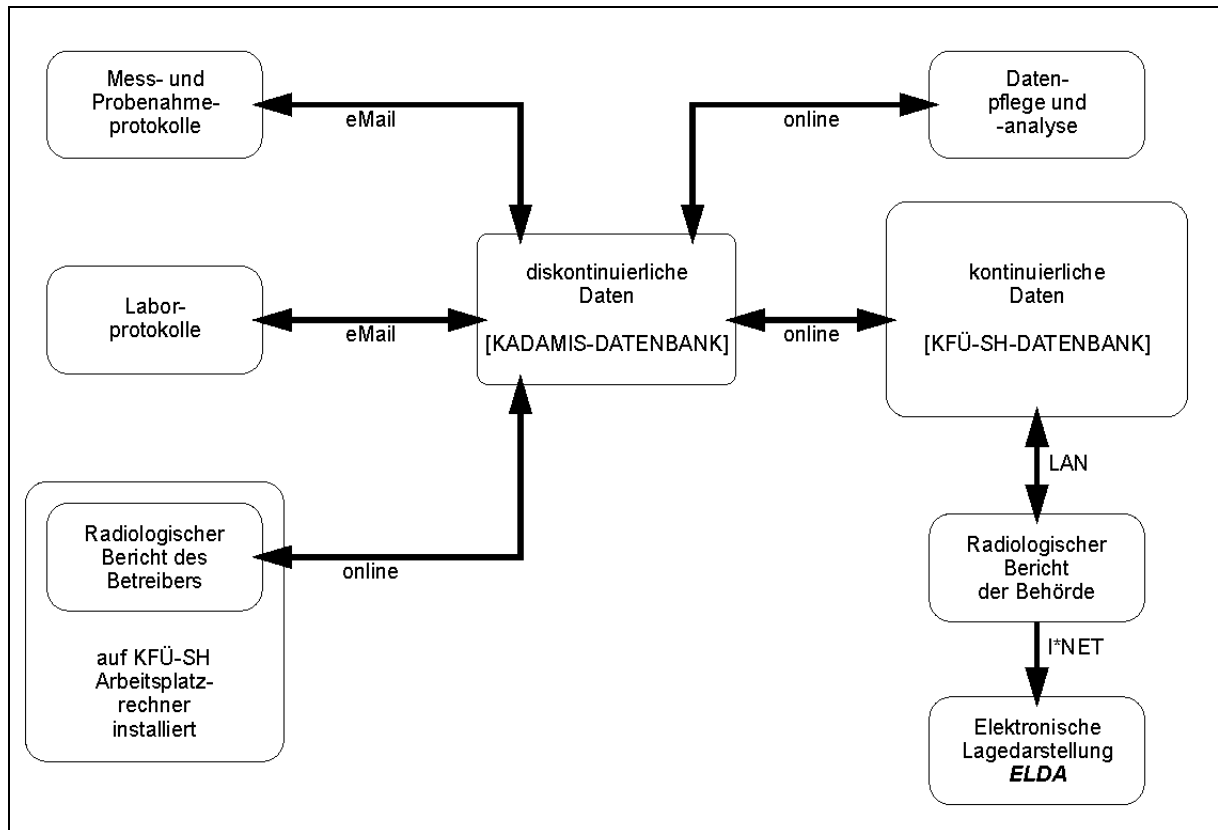 Mess- und
Probenahme-
protokolle
eMail
online
Daten-
pflege und
-analyse
Labor-
protokolle
eMail
diskontinuierliche
Daten
[KADAMIS-DATENBANK]
online
kontinuierliche
Daten
[KFÜ-SH-DATENBANK]
LAN
Radiologischer
Bericht des
Betreibers
online
auf KFÜ-SH
Arbeitsplatz-
rechner
installiert
Radiologischer
Bericht
der Behörde
I*NET
Elektronische
Lagedarstellung
ELDA